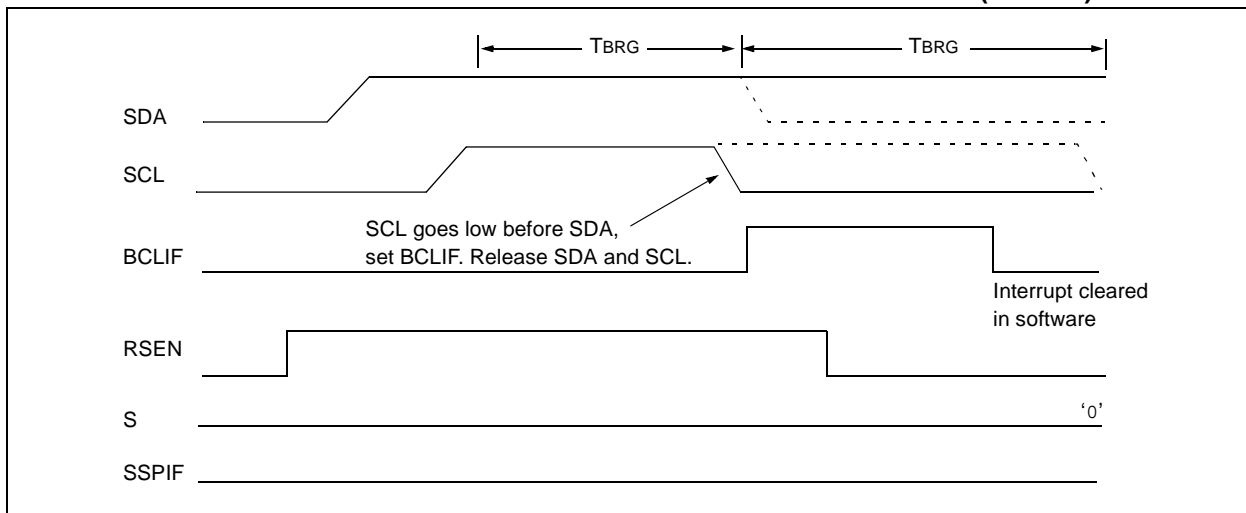 TBRG TBRG
SDA
SCL
SCL goes low before SDA,
set BCLIF. Release SDA and SCL.
BCLIF
Interrupt cleared
in software
RSEN
S ‘0’
SSPIF